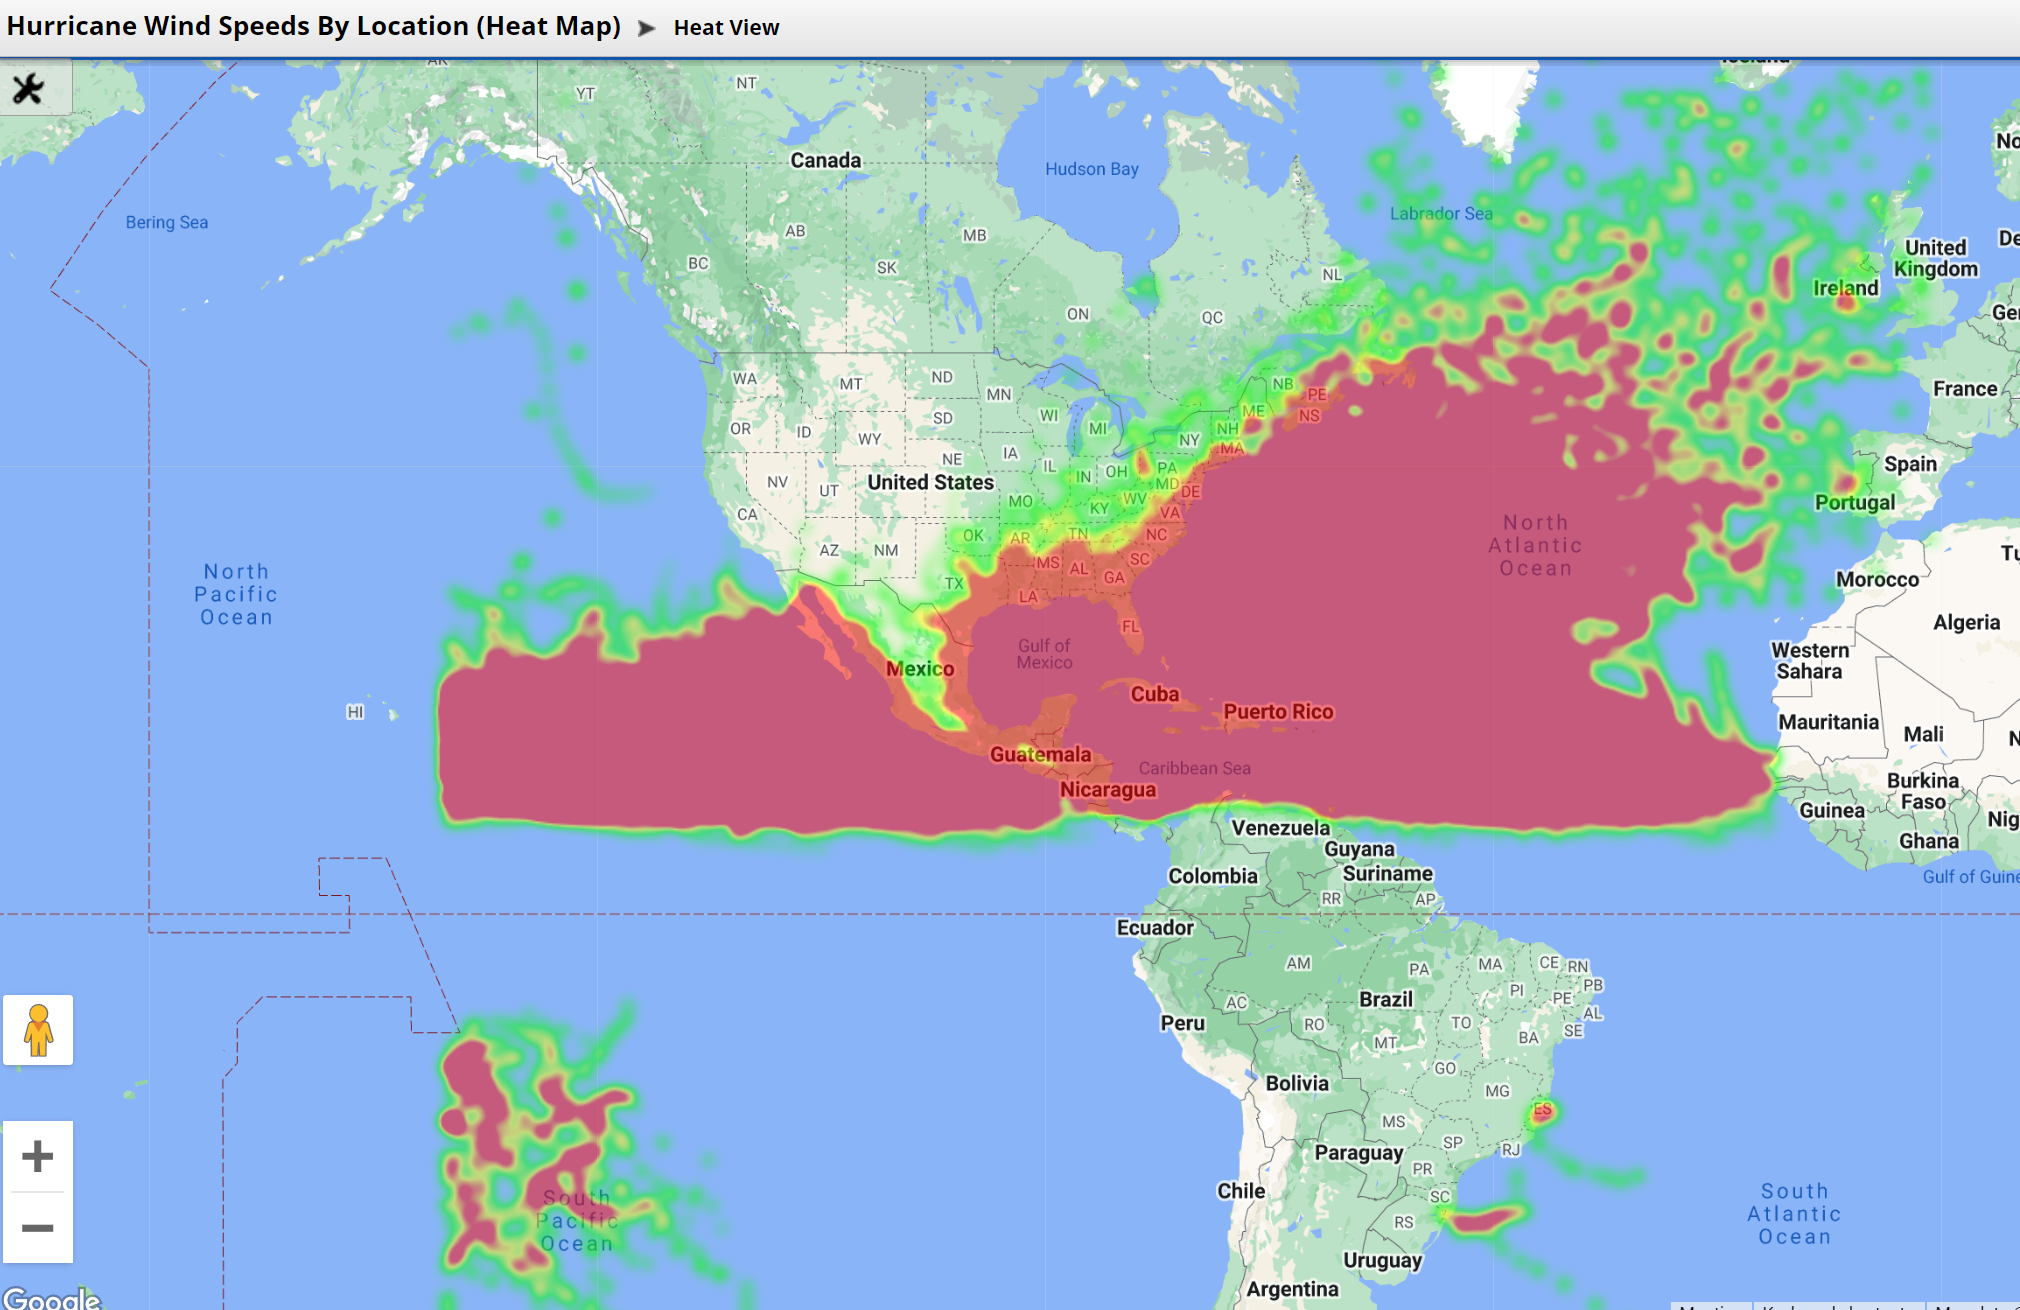 Hurricane Wind Speeds By Location (Heat Map) Heat View
AK
YT
NT
Iceland
Canada
Hudson Bay
No
Bering Sea
Labrador Sea
AB
MB
BC
SK
NL
United
Kingdom
De
Ireland
ON
QC
Ger
WA
MT
ND
MN
NB
PE
NS
France
OR
ID
WY
SD
WI
MI
ME
NH
NY
MA
NE
IA
IL
IN
OH
PA
MD
DE
Spain
NV
UT
United States
MO
KY
WV
VA
Portugal
CA
AZ
NM
OK
AR
TN
NC
SC
North
Atlantic
Ocean
North
Pacific
Ocean
TX
MS
AL
GA
LA
FL
Morocco
Tu
Algeria
Gulf of
Mexico
Mexico
Western
Sahara
Cuba
Puerto Rico
HI
Mauritania
Mali
N
Guatemala
Caribbean Sea
Nicaragua
Burkina
Faso
Guinea
Nig
Ghana
Venezuela
Guyana
Suriname
Colombia
Gulf of Guine
RR
AP
Ecuador
AM
PA
MA
CE
RN
PB
PI
PE
AL
SE
Brazil
AC
Peru
RO
TO
BA
MT
GO
Bolivia
MG
ES
MS
SP
RJ
Paraguay
PR
Chile
SC
RS
South
Pacific
Ocean
South
Atlantic
Ocean
Uruguay
Argentina
Google